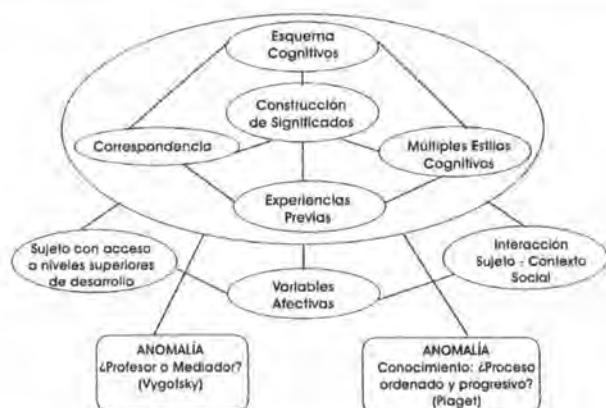 Esquema
Cognitivos
Construcción
de Significados
Correspondencia
Múltiples Estilos
Cognitivos
Experiencias
Previas
Sujeto con acceso
a niveles superiores
de desarrollo
Interacción
Sujeto - Contexto
Social
Variables
Afectivas
ANOMALÍA
¿Profesor o Mediador?
(Vygotsky)
ANOMALÍA
Conocimiento: ¿Proceso
ordenado y progresivo?
(Piaget)